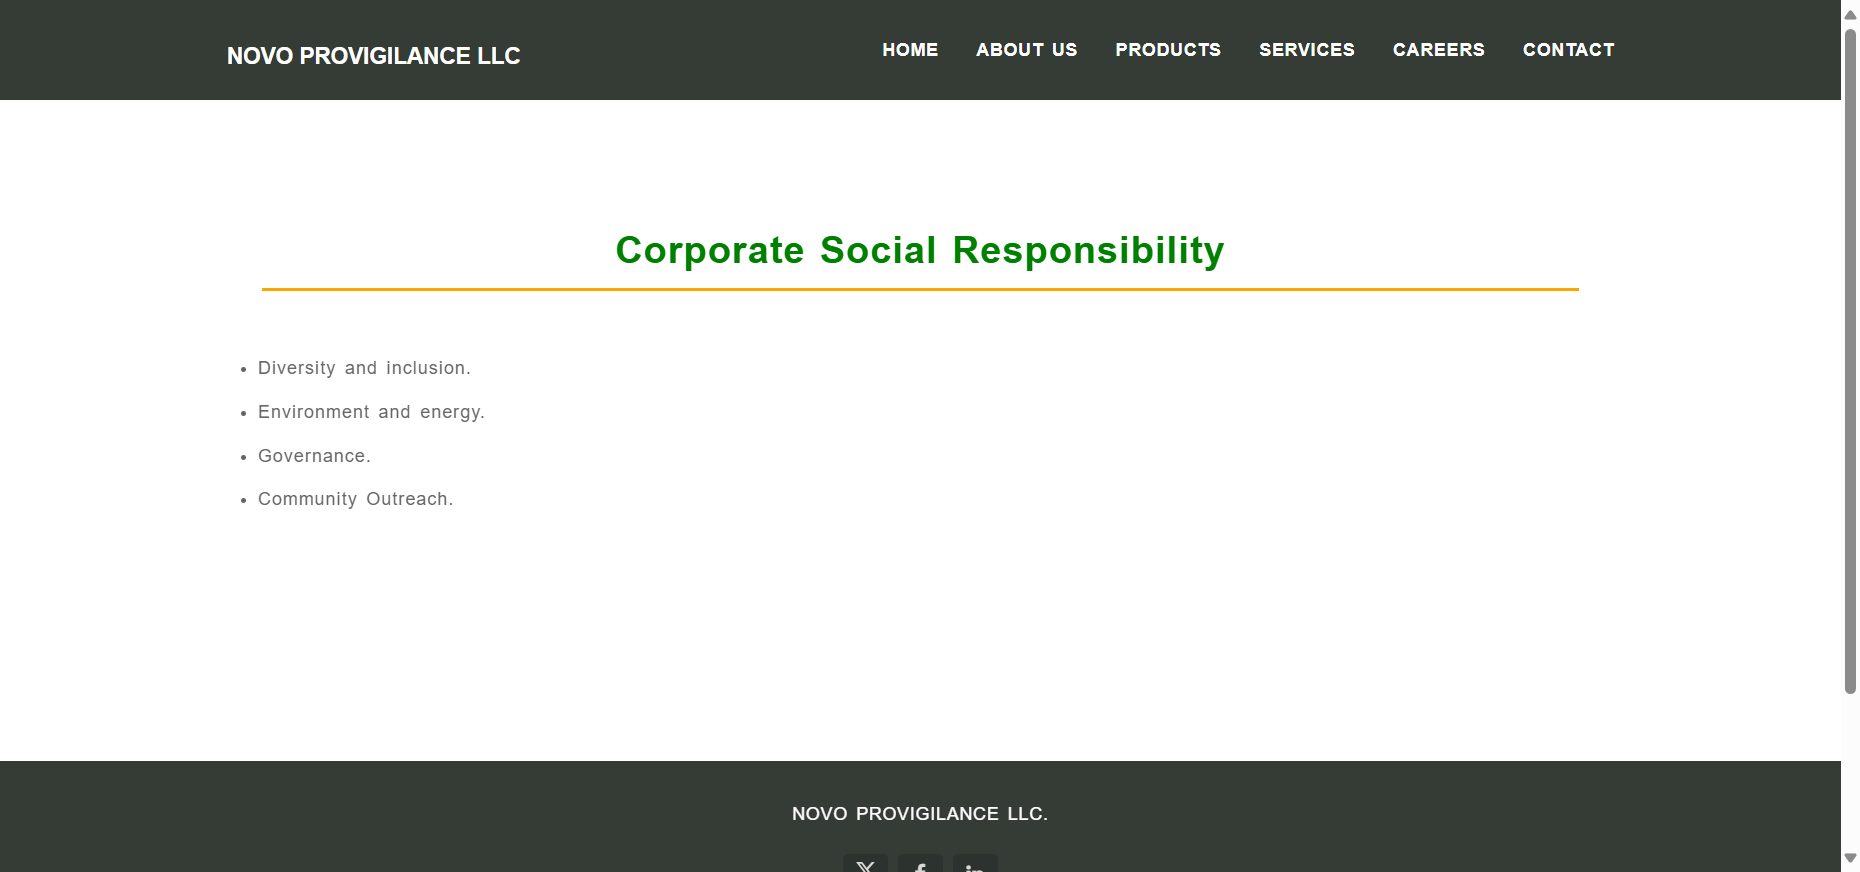 NOVO PROVIGILANCE LLC
HOME ABOUT US PRODUCTS SERVICES CAREERS CONTACT
Corporate Social Responsibility
• Diversity and inclusion.
• Environment and energy.
• Governance.
• Community Outreach.
NOVO PROVIGILANCE LLC.